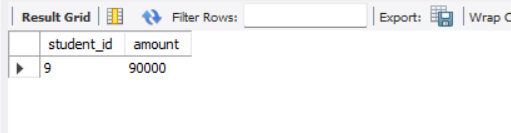 Result Grid Filter Rows: Export: Wrap C
student_id amount
9 90000